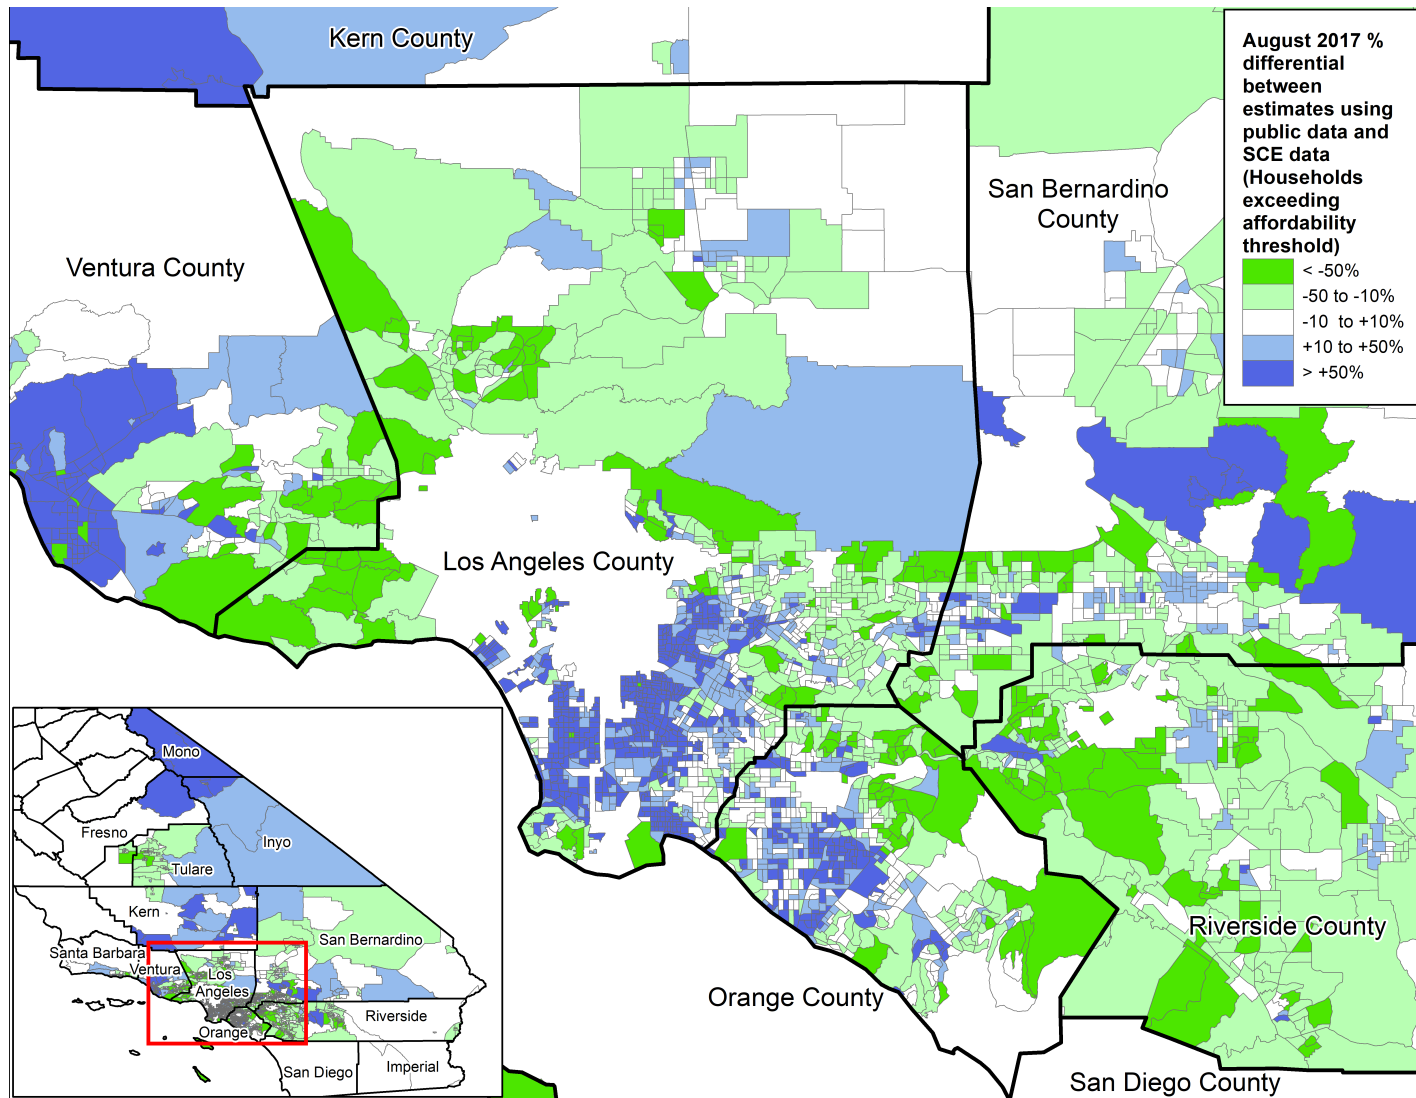 Kern County
August 2017 %
differential
between
estimates using
public data and
SCE data
(Households
exceeding
affordability
threshold)
< -50%
-50 to -10%
-10 to +10%
+10 to +50%
> +50%
San Bernardino
County
Ventura County
Los Angeles County
Mono
Fresno
Inyo
Tulare
Kern
San Bernardino
Santa Barbara
Ventura
Los
Angeles
Riverside
Orange
San Diego
Imperial
Riverside County
Orange County
San Diego County